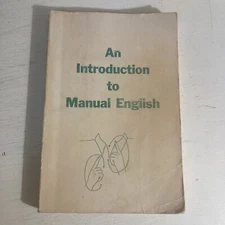 An
Introduction
to
Manual English